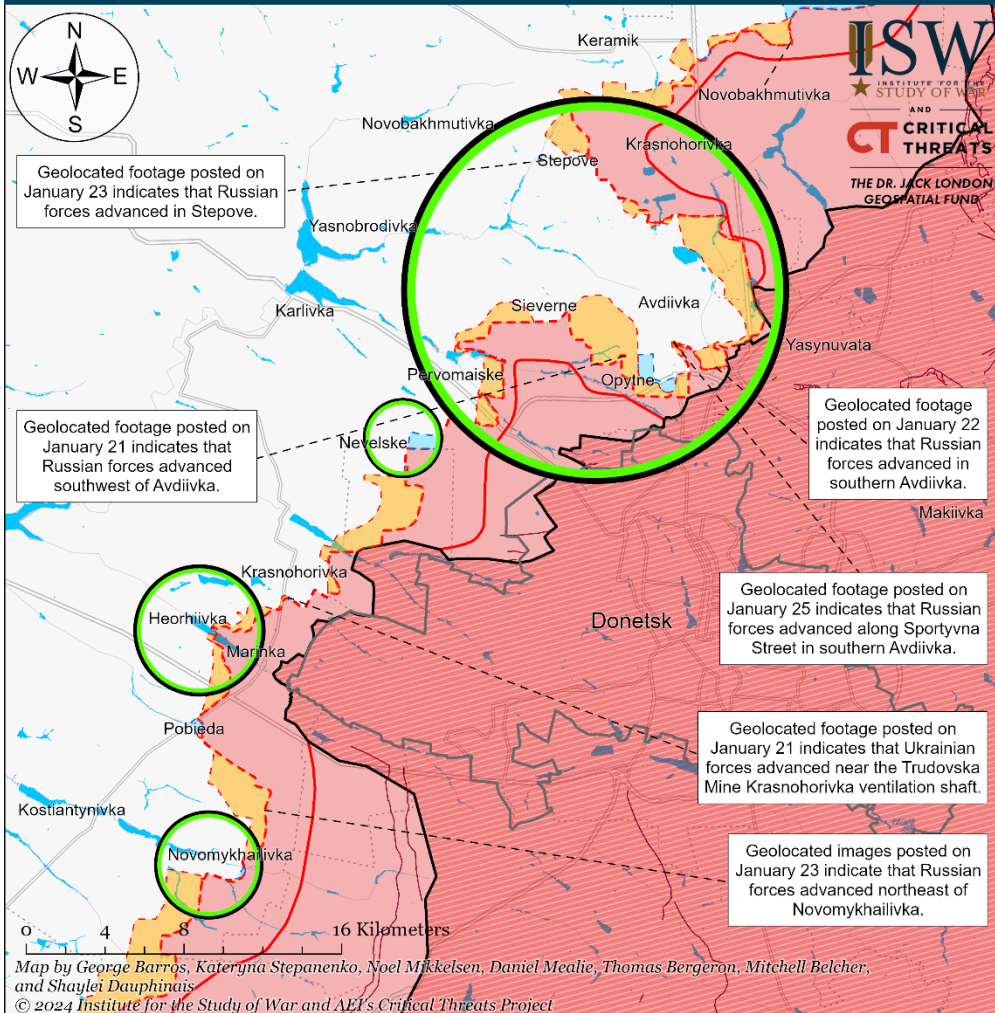 N
W
E
S
ISW
INSTITUTE FOR THE
STUDY OF WAR
AND
CT CRITICAL
THREATS
THE DR. JACK LONDON
GEOSPATIAL FUND
Keramik
Novobakhmutivka
Novobakhmutivka
Krasnohorivka
Stepove
Geolocated footage posted on
January 23 indicates that Russian
forces advanced in Stepove.
Yasnobrodivka
Karlivka
Sieverne
Avdiivka
Yasynuvata
Pervomaiske
Opytne
Geolocated footage posted on
January 21 indicates that
Russian forces advanced
southwest of Avdiivka.
Nevelske
Geolocated footage
posted on January 22
indicates that Russian
forces advanced in
southern Avdiivka.
Makiivka
Krasnohorivka
Heorhiivka
Marinka
Donetsk
Geolocated footage posted on
January 25 indicates that Russian
forces advanced along Sportyvna
Street in southern Avdiivka.
Pobieda
Geolocated footage posted on
January 21 indicates that Ukrainian
forces advanced near the Trudovska
Mine Krasnohorivka ventilation shaft.
Kostiantynivka
Novomykhailivka
Geolocated images posted on
January 23 indicate that Russian
forces advanced northeast of
Novomykhailivka.
0 4 8 16 Kilometers
Map by George Barros, Kateryna Stepanenko, Noel Mikkelsen, Daniel Mealie, Thomas Bergeron, Mitchell Belcher,
and Shaylei Dauphinais
© 2024 Institute for the Study of War and AEI's Critical Threats Project